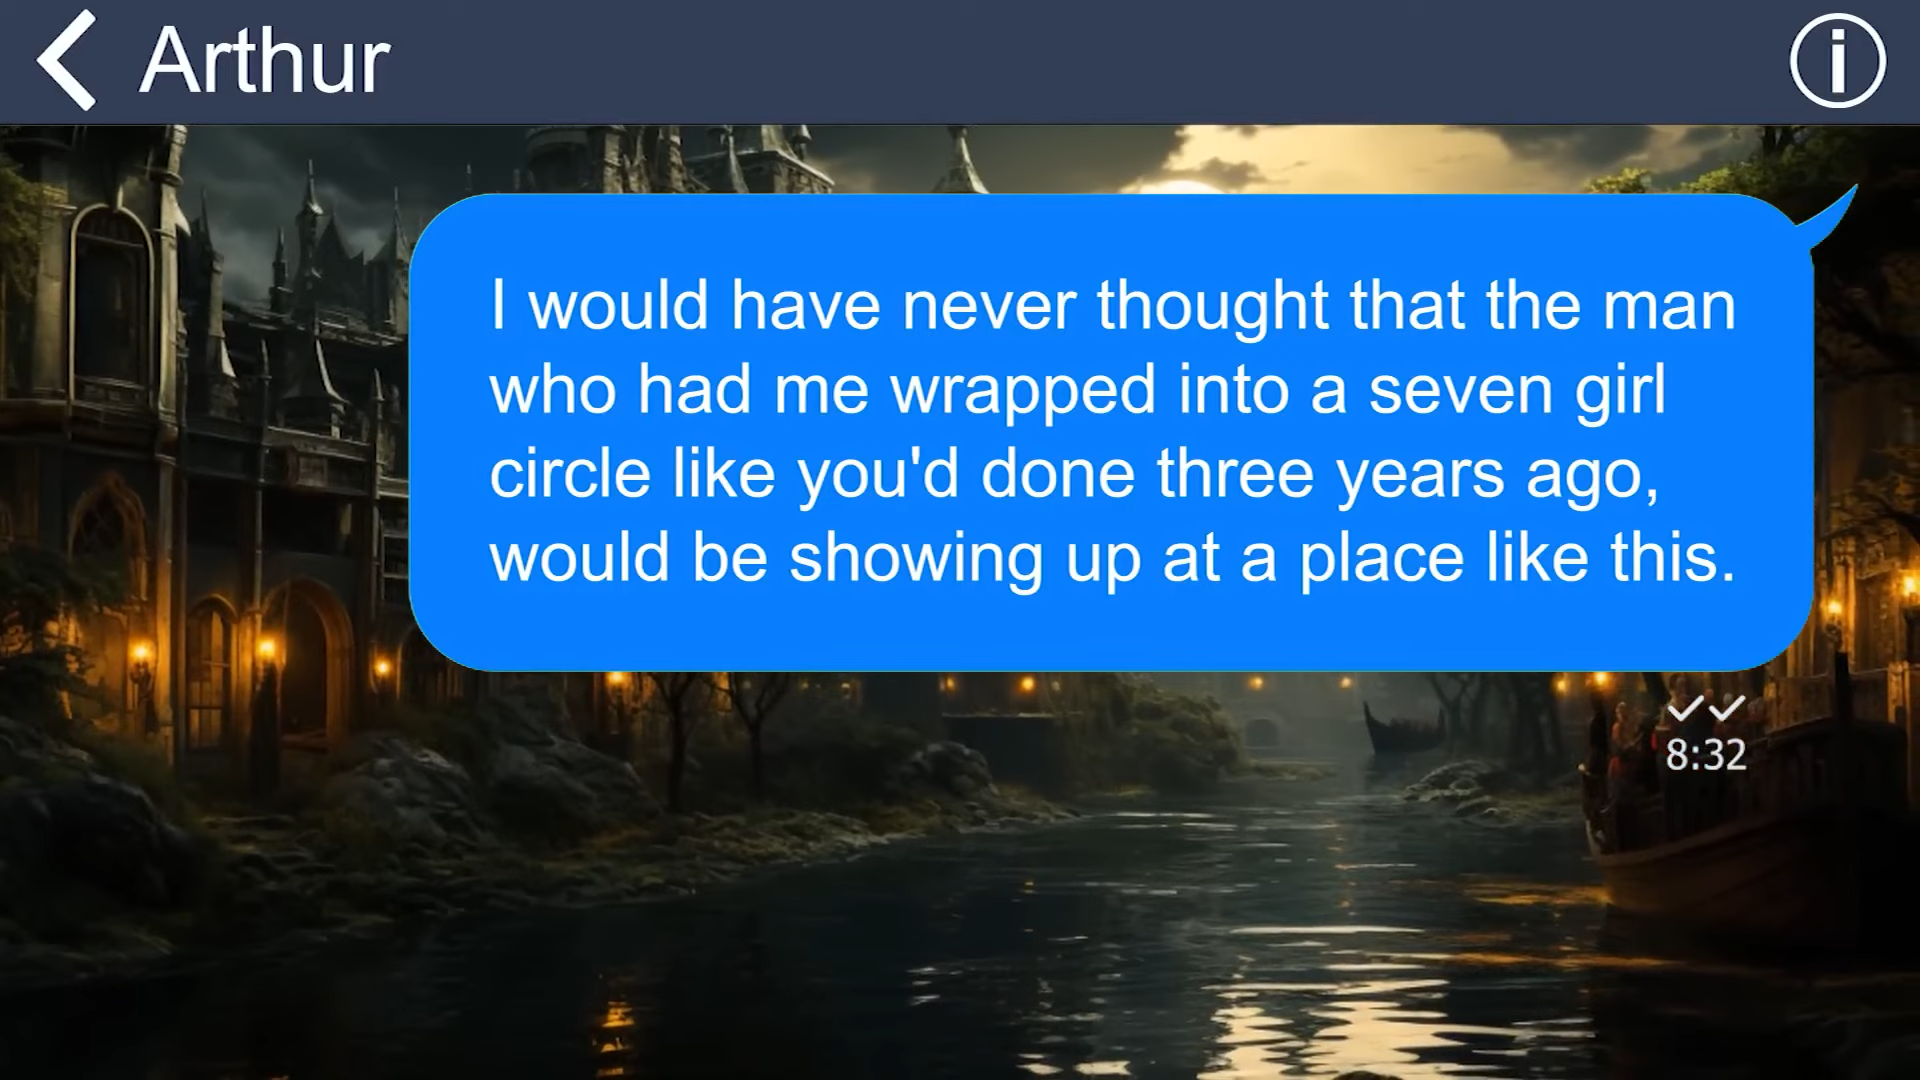 Arthur
I would have never thought that the man
who had me wrapped into a seven girl
circle like you'd done three years ago,
would be showing up at a place like this.
8:32